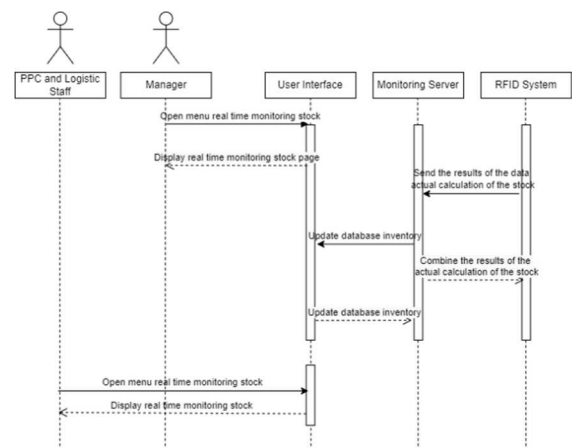 PPC and Logistic
Staff
Manager
User Interface
Monitoring Server
RFID System
Open menu real time monitoring stock
Display real time monitoring stock page
Send the results of the data
actual calculation of the stock
Update database inventory
Combine the results of the
actual calculation of the stock
Update database inventory
Open menu real time monitoring stock
Display real time monitoring stock